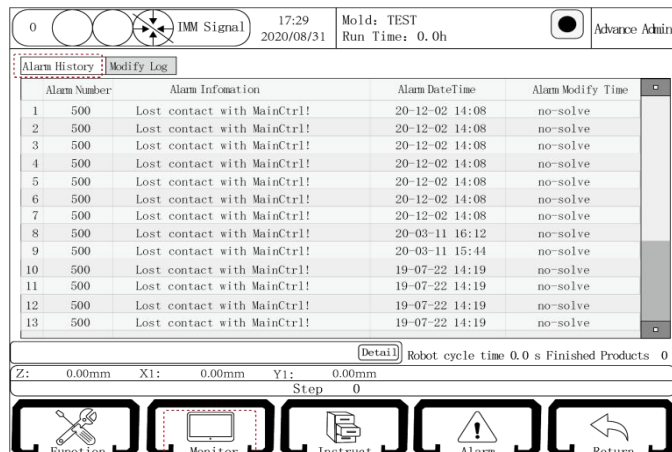 0 IMM Signal 17:29 2020/08/31 Mold: TEST Run Time: 0.0h Advance Admin
Alarm History Modify Log
Alarm Number Alarm Infomation Alarm DateTime Alarm Modify Time
1 500 Lost contact with MainCtrl! 20-12-02 14:08 no-solve
2 500 Lost contact with MainCtrl! 20-12-02 14:08 no-solve
3 500 Lost contact with MainCtrl! 20-12-02 14:08 no-solve
4 500 Lost contact with MainCtrl! 20-12-02 14:08 no-solve
5 500 Lost contact with MainCtrl! 20-12-02 14:08 no-solve
6 500 Lost contact with MainCtrl! 20-12-02 14:08 no-solve
7 500 Lost contact with MainCtrl! 20-12-02 14:08 no-solve
8 500 Lost contact with MainCtrl! 20-03-11 16:12 no-solve
9 500 Lost contact with MainCtrl! 20-03-11 15:44 no-solve
10 500 Lost contact with MainCtrl! 19-07-22 14:19 no-solve
11 500 Lost contact with MainCtrl! 19-07-22 14:19 no-solve
12 500 Lost contact with MainCtrl! 19-07-22 14:19 no-solve
13 500 Lost contact with MainCtrl! 19-07-22 14:19 no-solve
Detail Robot cycle time 0.0 s Finished Products 0
Z: 0.00mm X1: 0.00mm Y1: 0.00mm
Step 0
Function Monitor Instruct Alarm Return